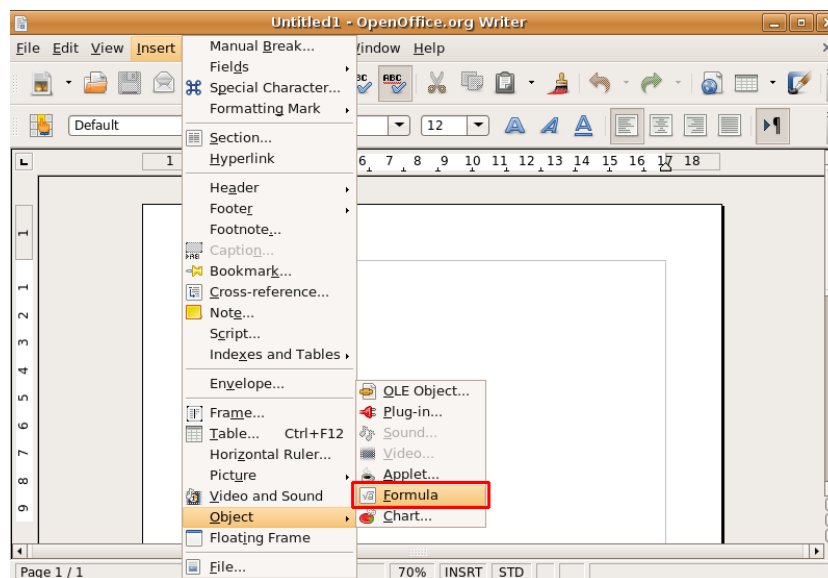 Untitled1 - OpenOffice.org Writer
File Edit View Insert Window Help
Default 12
1 6 7 8 9 10 11 12 13 14 15 16 17 18
Manual Break...
Fields
Special Character...
Formatting Mark
Section...
Hyperlink
Header
Footer
Footnote...
Caption...
Bookmark...
Cross-reference...
Note...
Script...
Indexes and Tables
Envelope...
Frame...
Table... Ctrl+F12
Horizontal Ruler...
Picture
Video and Sound
Object
Floating Frame
File...
OLE Object...
Plug-in...
Sound...
Video...
Applet...
Formula
Chart...
1
2
3
4
5
6
7
8
9
Page 1 / 1 70% INSRT STD